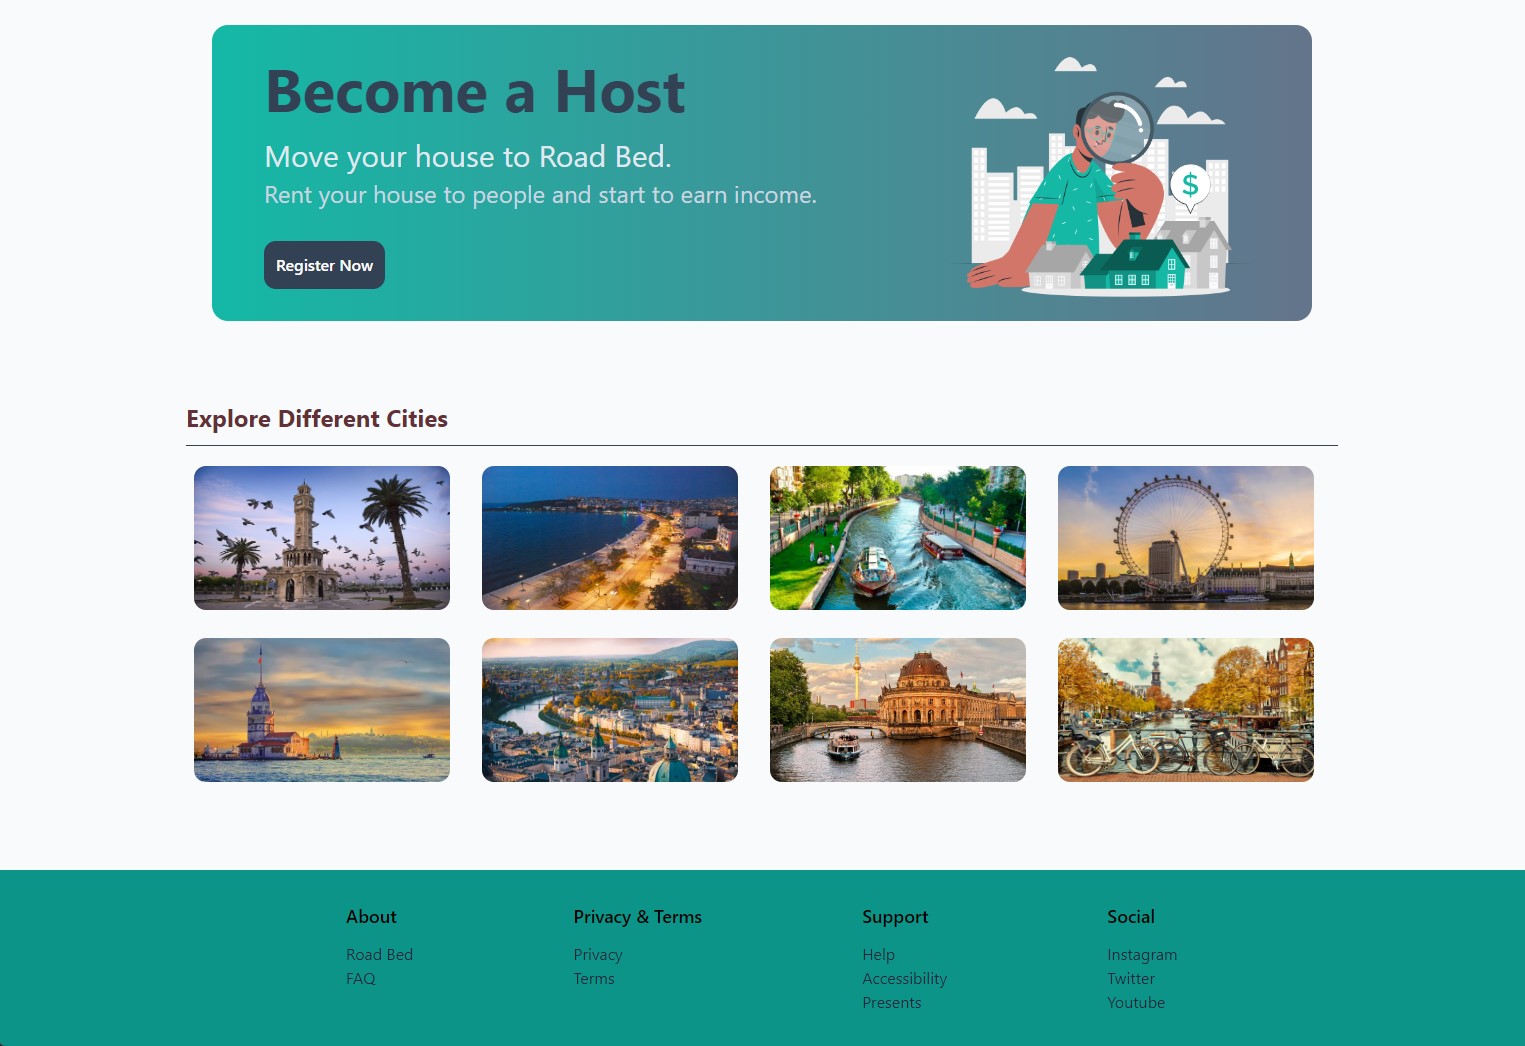 Become a Host
Move your house to Road Bed.
Rent your house to people and start to earn income.
Register Now
$
Explore Different Cities
About
Road Bed
FAQ
Privacy & Terms
Privacy
Terms
Support
Help
Accessibility
Presents
Social
Instagram
Twitter
Youtube